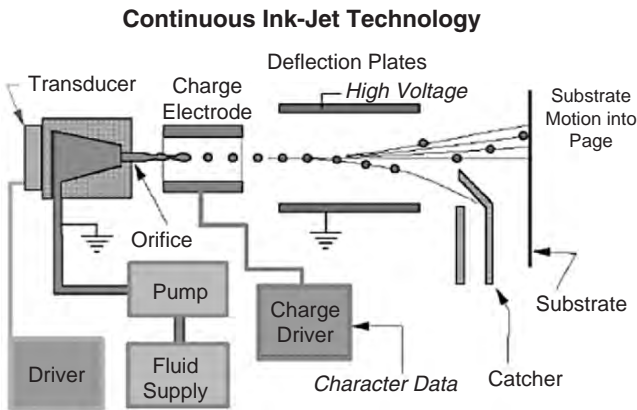 Continuous Ink-Jet Technology
Deflection Plates
Transducer
Charge
Electrode
High Voltage
Substrate
Motion into
Page
Orifice
Pump
Charge
Driver
Substrate
Driver
Fluid
Supply
Character Data
Catcher